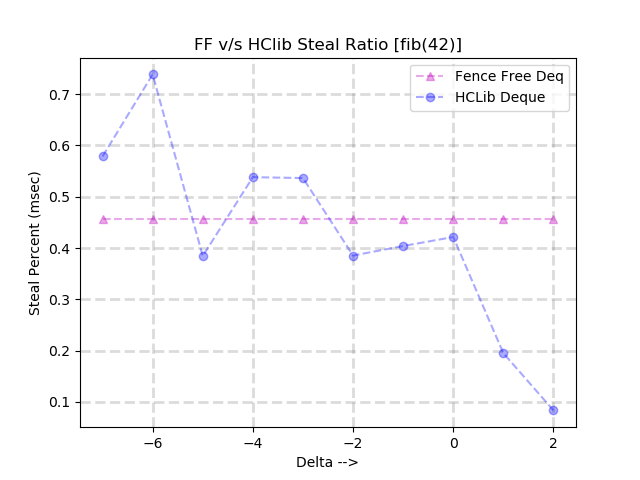 FF v/s HClib Steal Ratio [fib(42)]
Fence Free Deq
HCLib Deque
Steal Percent (msec)
0.7
0.6
0.5
0.4
0.3
0.2
0.1
−6 −4 −2 0 2
Delta -->